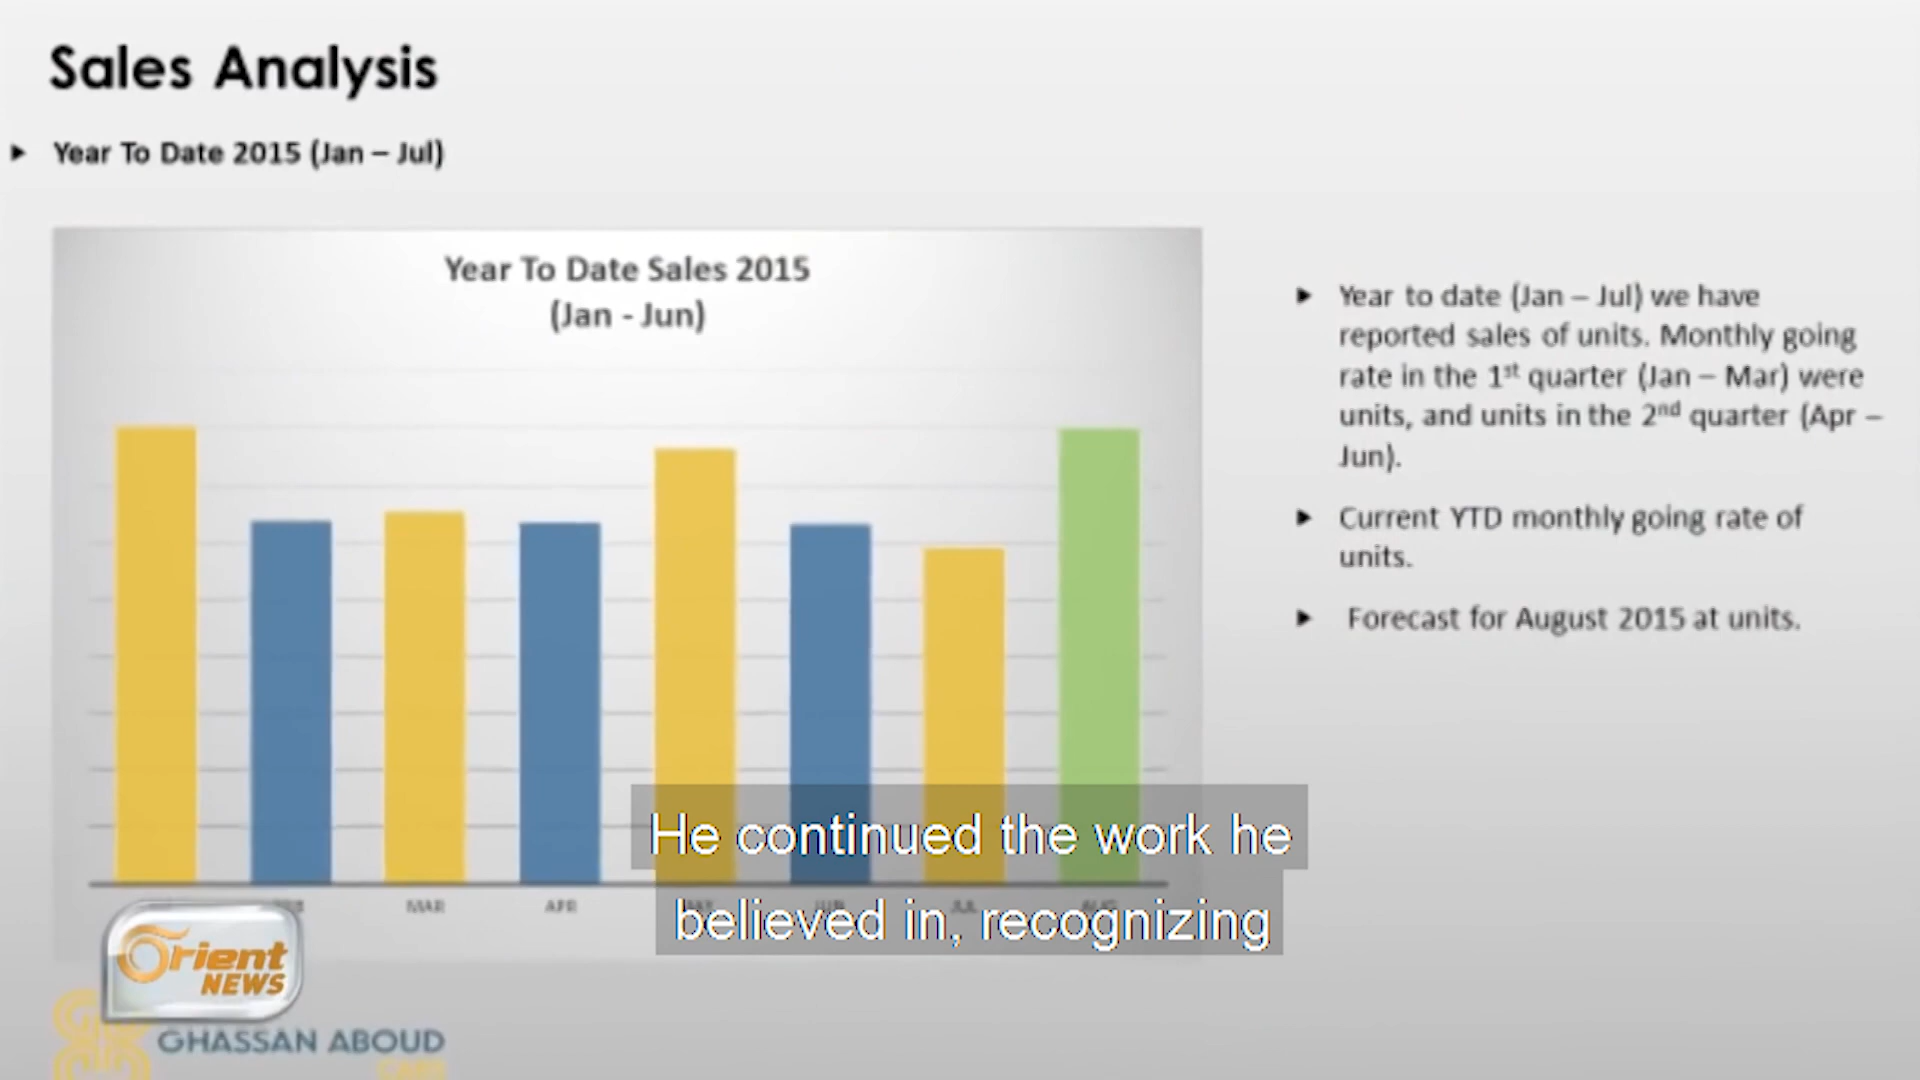 Sales Analysis
Year To Date 2015 (Jan – Jul)
Year To Date Sales 2015
(Jan - Jun)
Year to date (Jan – Jul) we have
reported sales of units. Monthly going
rate in the 1st quarter (Jan – Mar) were
units, and units in the 2nd quarter (Apr –
Jun).
Current YTD monthly going rate of
units.
Forecast for August 2015 at units.
MAR APR JUL AUG
He continued the work he
believed in, recognizing
Orient
NEWS
GHASSAN ABOUD
CARS